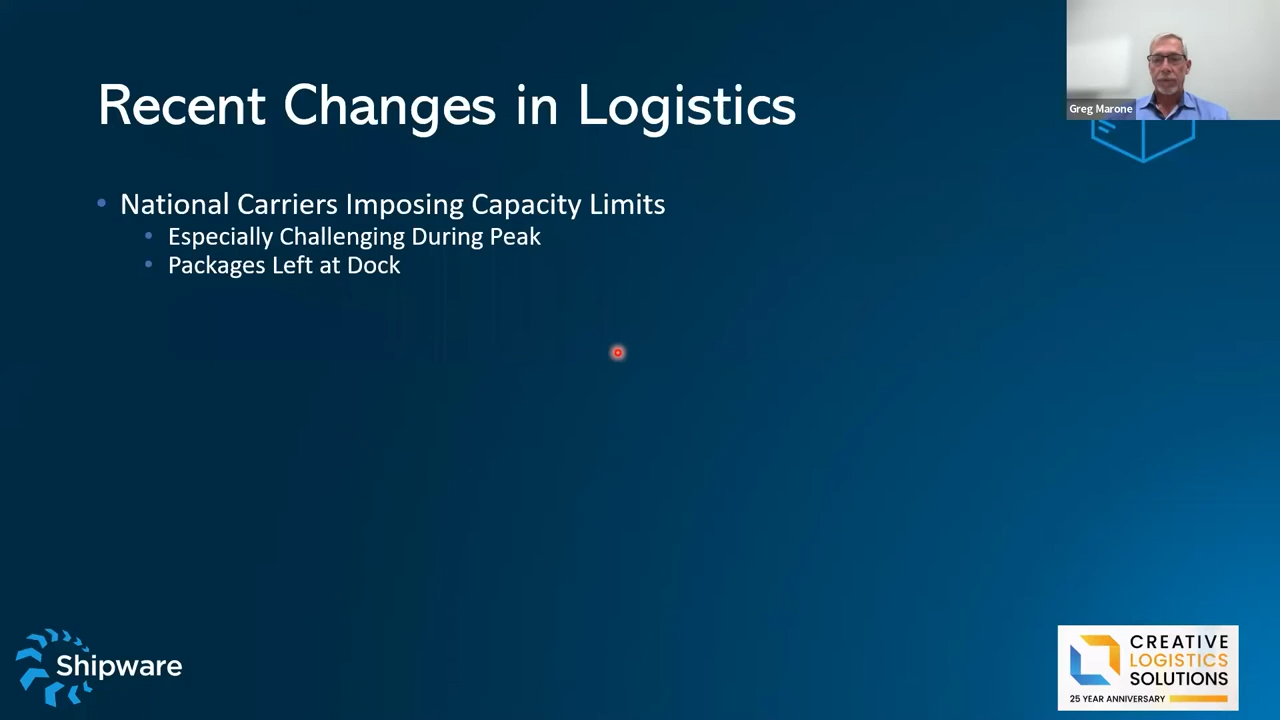 Recent Changes in Logistics
Greg Marone
• National Carriers Imposing Capacity Limits
• Especially Challenging During Peak
• Packages Left at Dock
Shipware
CREATIVE
LOGISTICS
SOLUTIONS
25 YEAR ANNIVERSARY